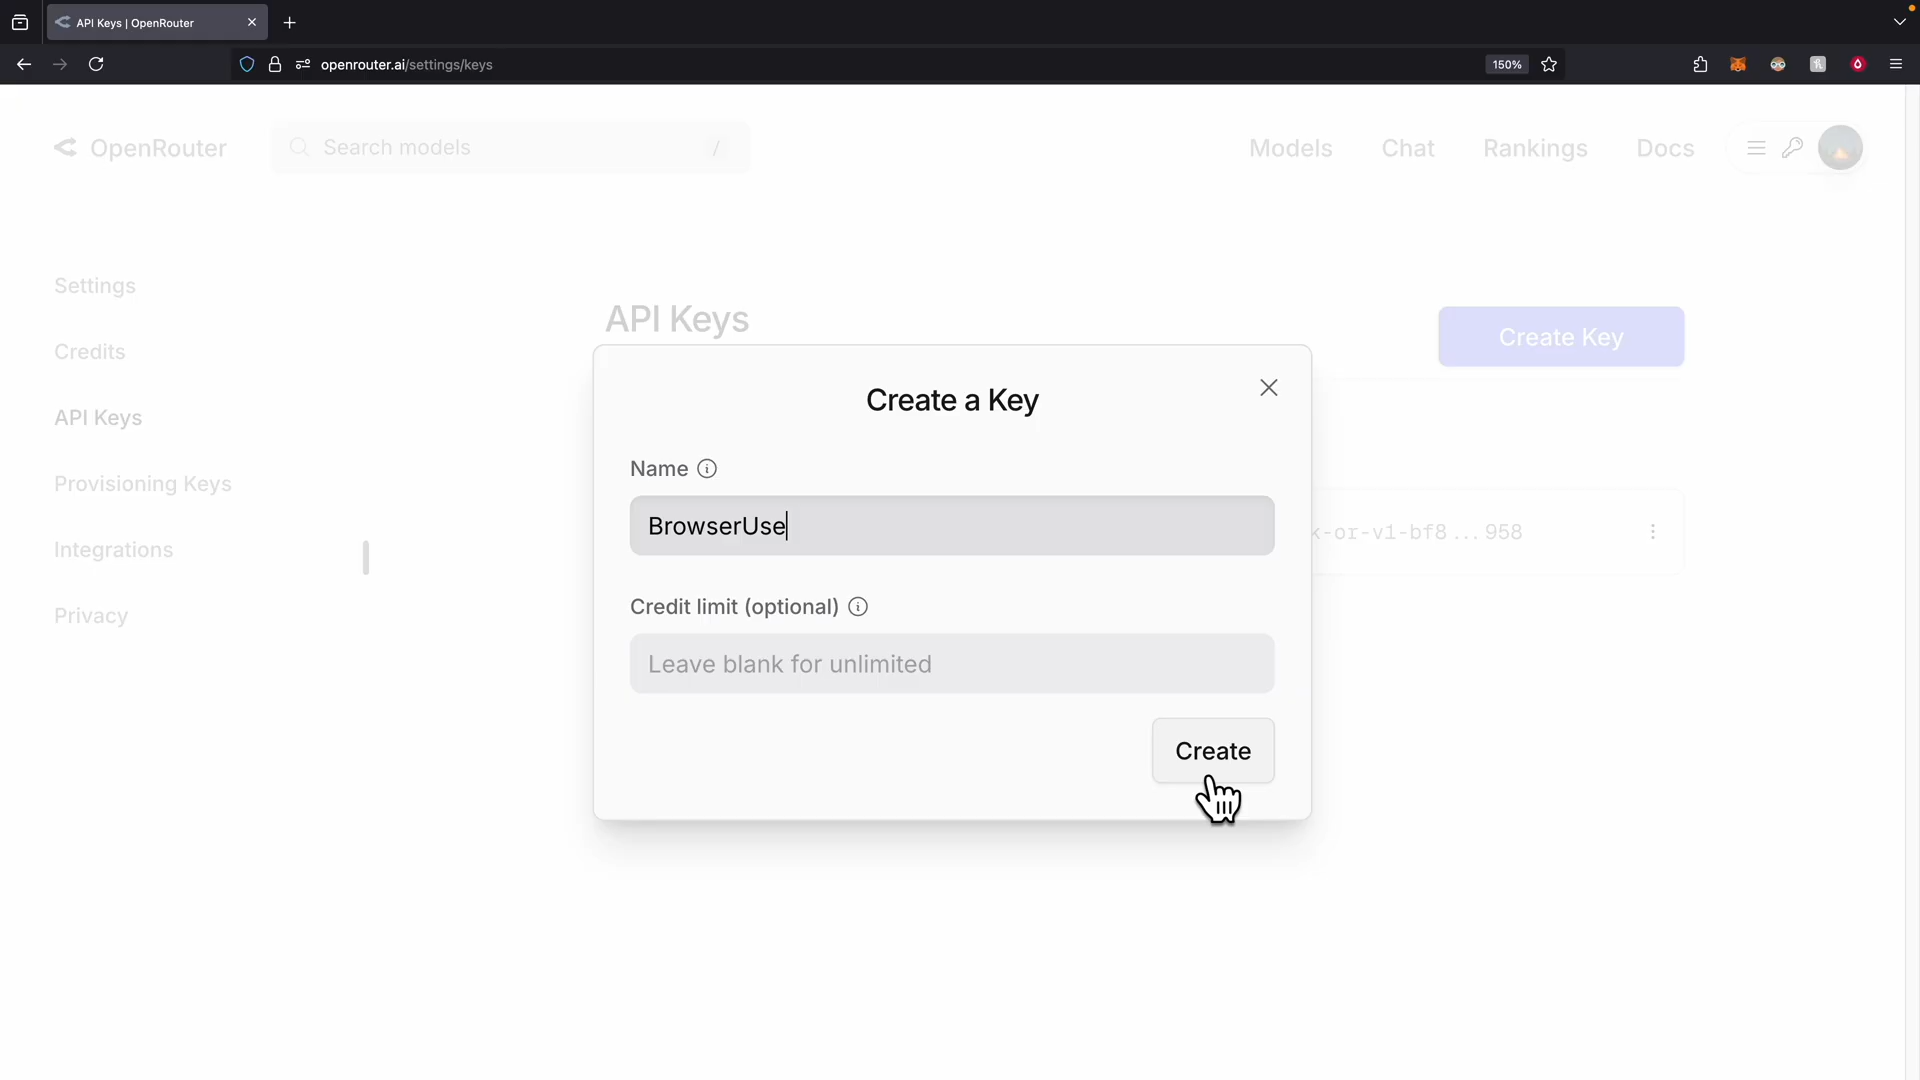 API Keys | OpenRouter
openrouter.ai/settings/keys
150%
OpenRouter
Search models
/
Models
Chat
Rankings
Docs
Settings
Credits
API Keys
Provisioning Keys
Integrations
Privacy
API Keys
Create Key
k-or-v1-bf8...958
Create a Key
Name
BrowserUse
Credit limit (optional)
Leave blank for unlimited
Create